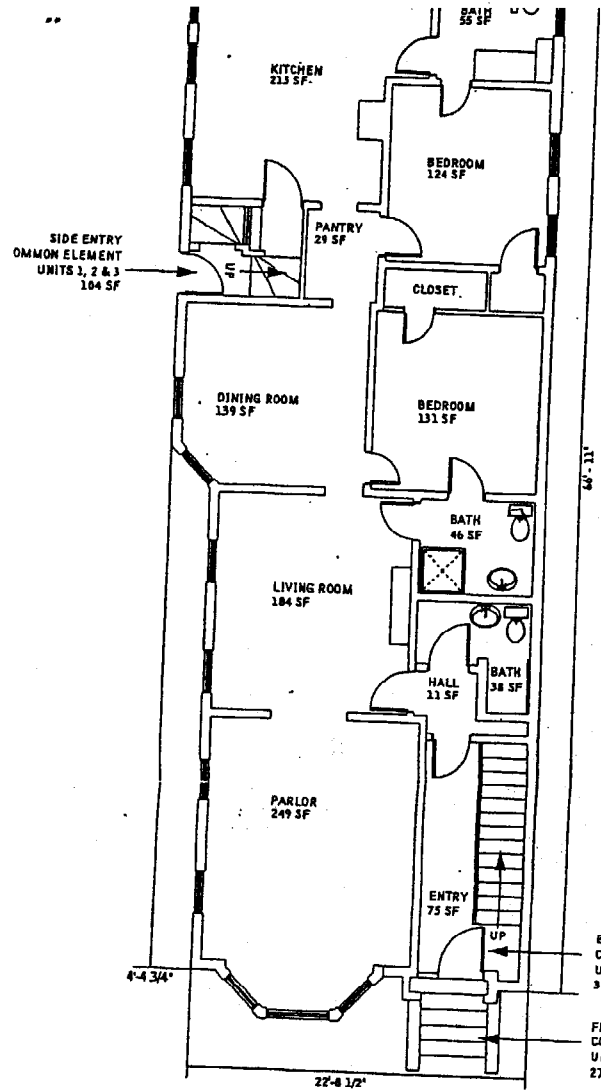 BATH
55 SF
KITCHEN
213 SF
BEDROOM
124 SF
PANTRY
29 SF
SIDE ENTRY
OMMON ELEMENT
UNITS 1, 2 & 3
104 SF
UP
CLOSET
DINING ROOM
139 SF
BEDROOM
131 SF
66'- 11"
BATH
46 SF
LIVING ROOM
184 SF
BATH
38 SF
HALL
11 SF
PARLOR
249 SF
ENTRY
75 SF
UP
4'-4 3/4"
22'-8 1/2"
E
C
U
3
F
CO
U
27